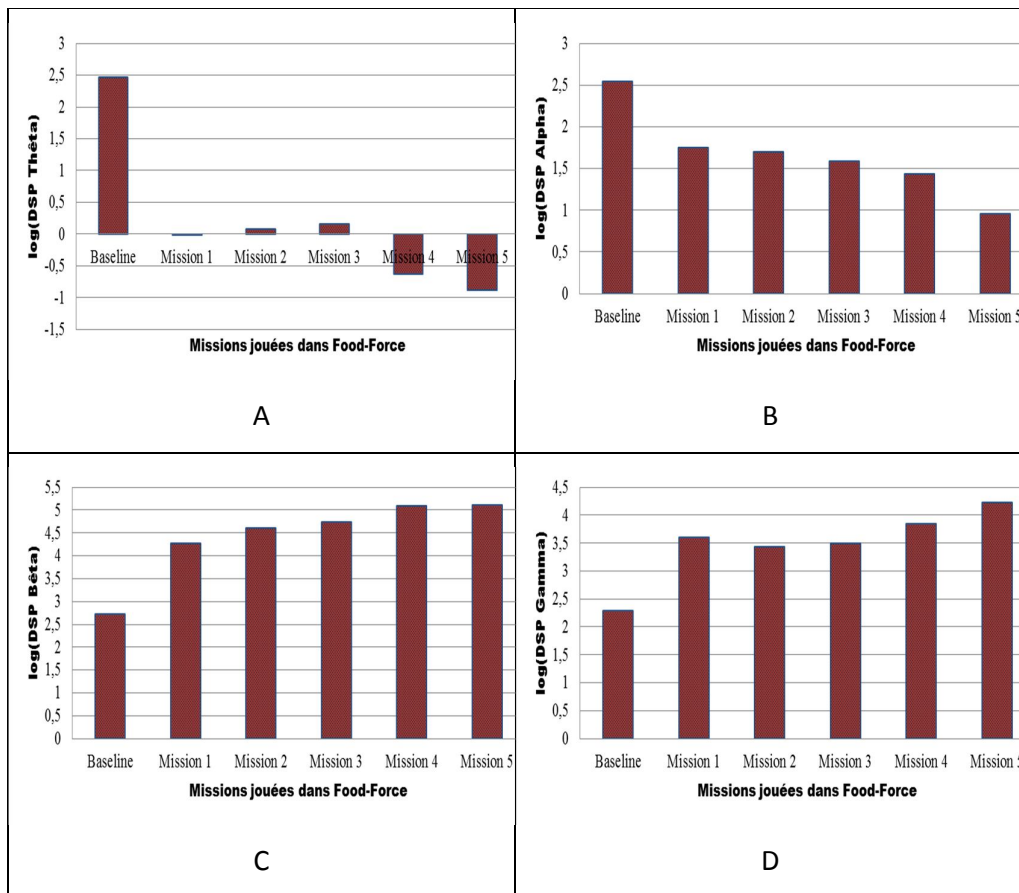 3
2,5
2
1,5
1
0,5
0
-0,5
-1
-1,5
log(DSP Thêta)
Baseline Mission 1 Mission 2 Mission 3 Mission 4 Mission 5
Missions jouées dans Food-Force
A
3
2,5
2
1,5
1
0,5
0
log(DSP Alpha)
Baseline Mission 1 Mission 2 Mission 3 Mission 4 Mission 5
Missions jouées dans Food-Force
B
5,5
5
4,5
4
3,5
3
2,5
2
1,5
1
0,5
0
log(DSP Bêta)
Baseline Mission 1 Mission 2 Mission 3 Mission 4 Mission 5
Missions jouées dans Food-Force
C
4,5
4
3,5
3
2,5
2
1,5
1
0,5
0
log(DSP Gamma)
Baseline Mission 1 Mission 2 Mission 3 Mission 4 Mission 5
Missions jouées dans Food-Force
D